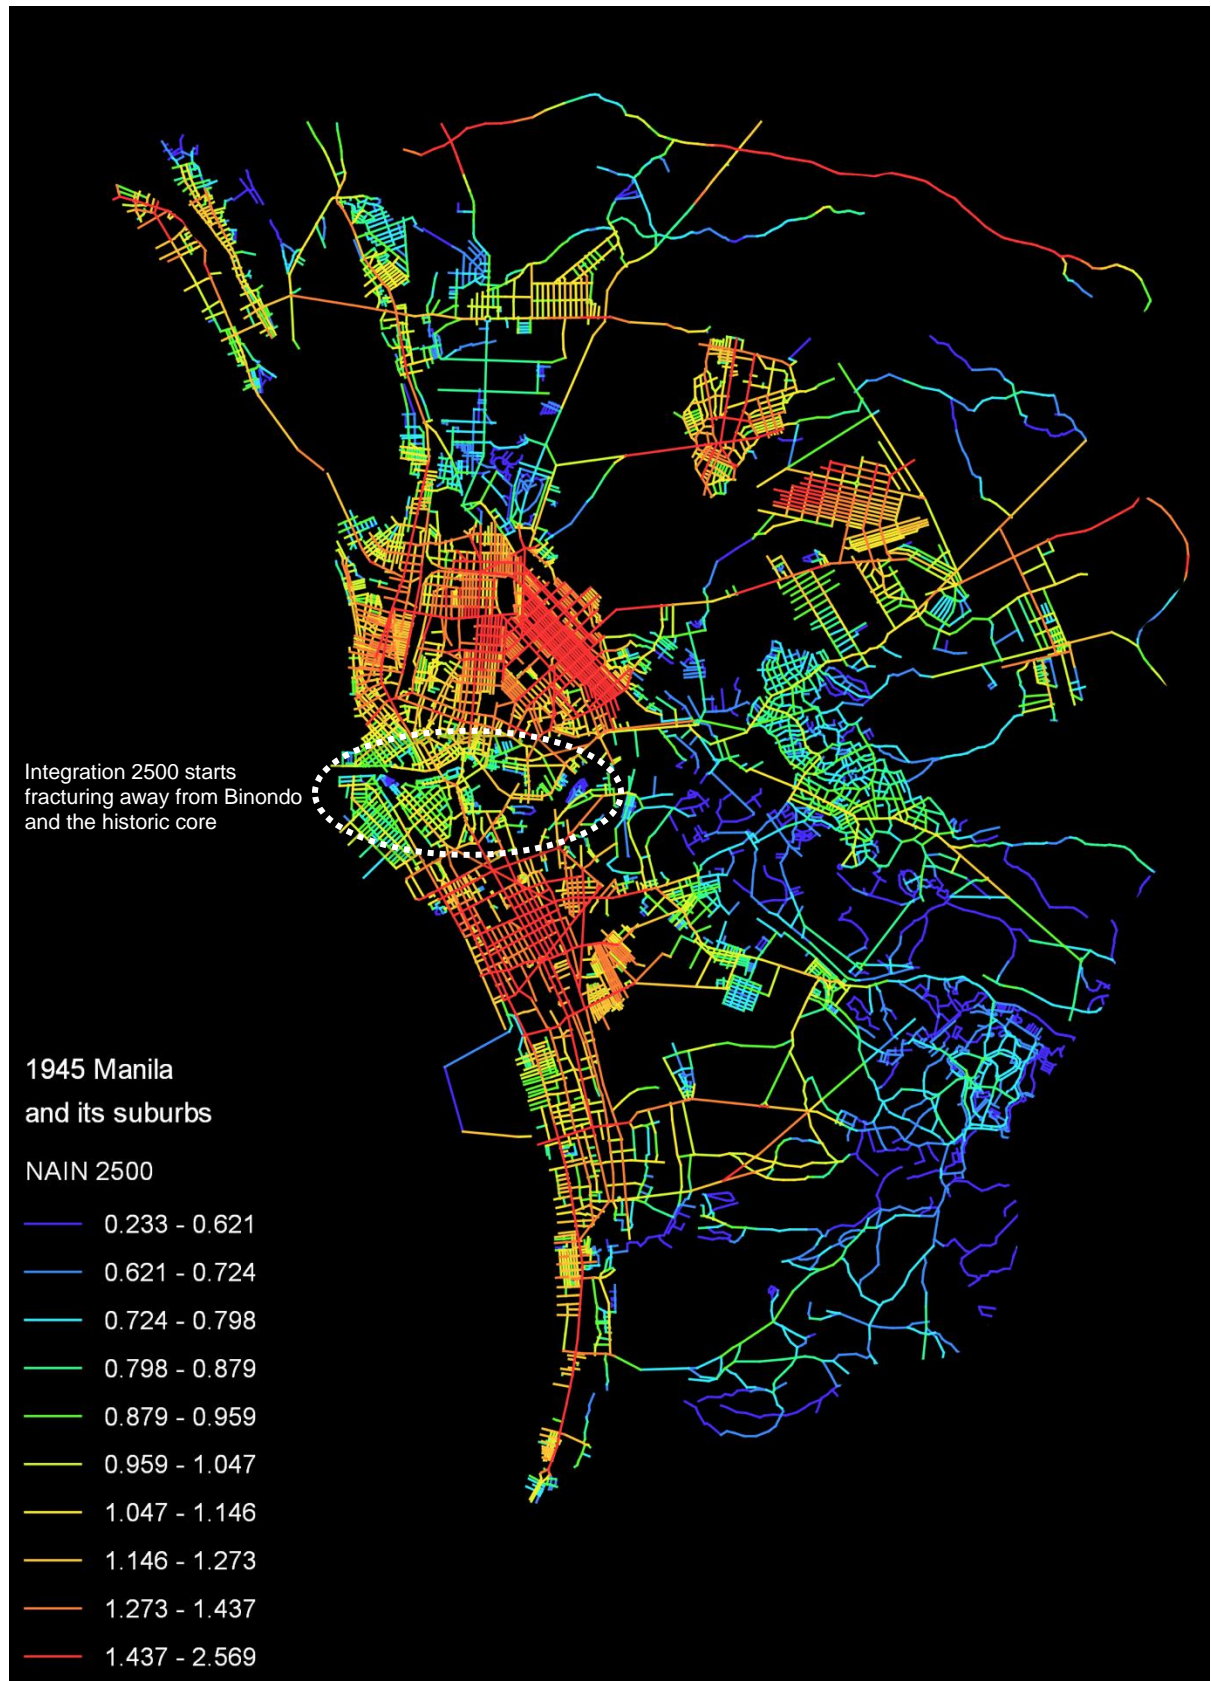 Integration 2500 starts
fracturing away from Binondo
and the historic core
1945 Manila
and its suburbs
NAIN 2500
0.233 - 0.621
0.621 - 0.724
0.724 - 0.798
0.798 - 0.879
0.879 - 0.959
0.959 - 1.047
1.047 - 1.146
1.146 - 1.273
1.273 - 1.437
1.437 - 2.569